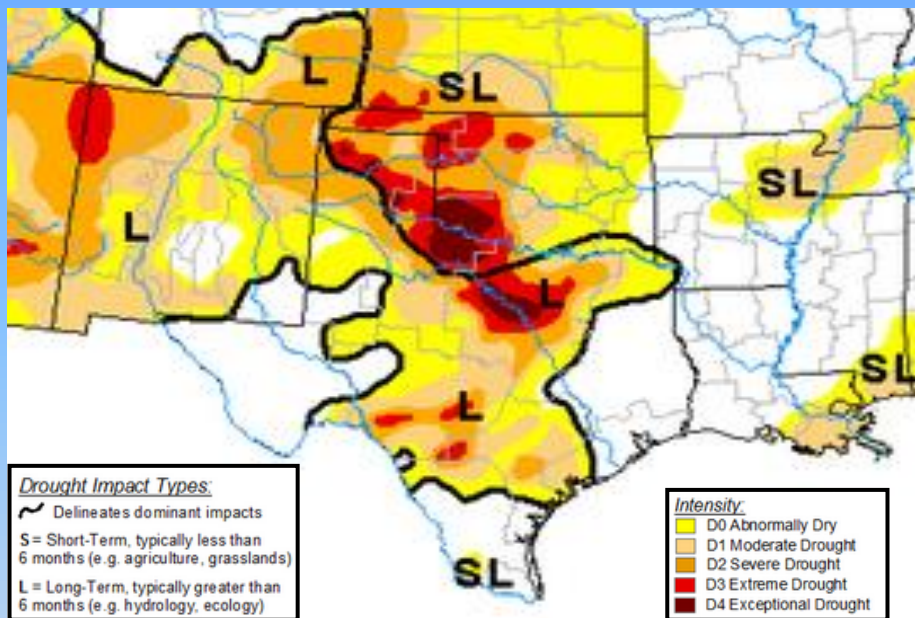 L
SL
SL
L
L
SL
L
SL
Drought Impact Types:
Delineates dominant impacts
S = Short-Term, typically less than
6 months (e.g. agriculture, grasslands)
L = Long-Term, typically greater than
6 months (e.g. hydrology, ecology)
Intensity:
D0 Abnormally Dry
D1 Moderate Drought
D2 Severe Drought
D3 Extreme Drought
D4 Exceptional Drought